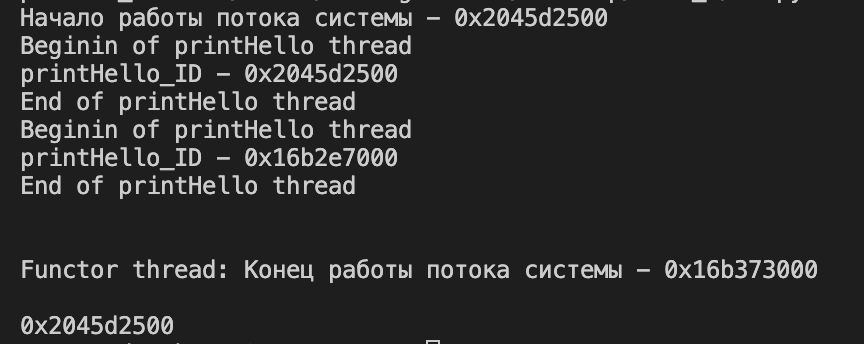 Начало работы потока системы - 0x2045d2500
Beginin of printHello thread
printHello_ID - 0x2045d2500
End of printHello thread
Beginin of printHello thread
printHello_ID - 0x16b2e7000
End of printHello thread
Functor thread: Конец работы потока системы - 0x16b373000
0x2045d2500